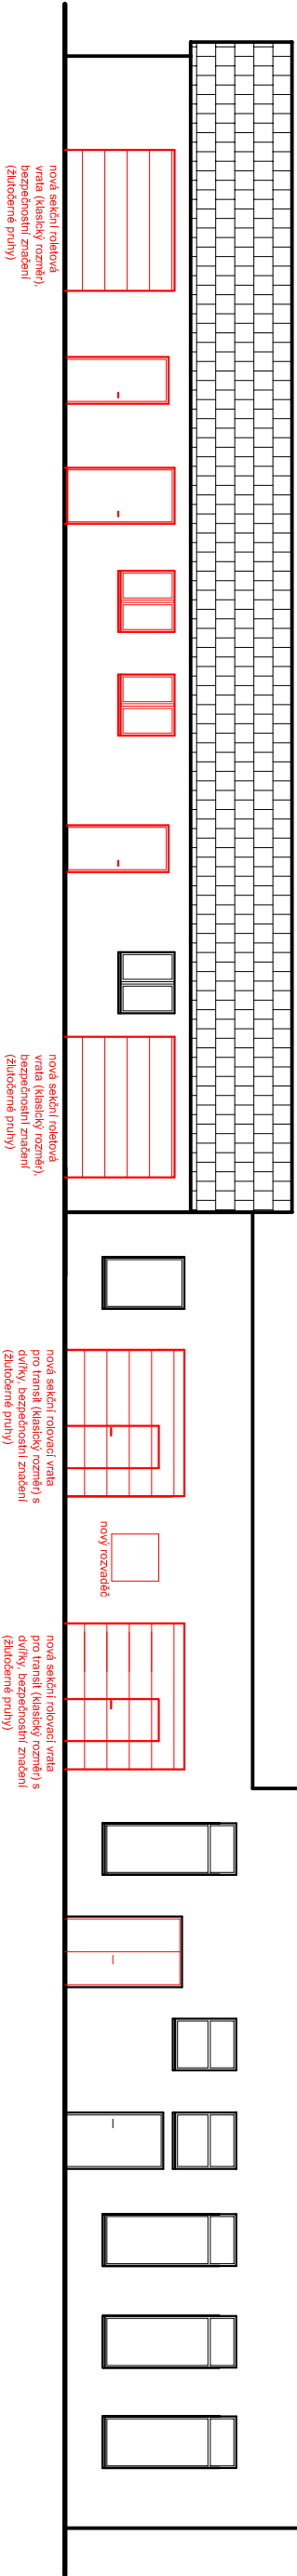 nová sekční roletová
vrata (klasický rozměr),
bezpečnostní značení
(žlutočerné pruhy)
nová sekční roletová
vrata (klasický rozměr),
bezpečnostní značení
(žlutočerné pruhy)
nová sekční rolovací vrata
pro transit (klasický rozměr) s
dvířky, bezpečnostní značení
(žlutočerné pruhy)
nový rozvaděč
nová sekční rolovací vrata
pro transit (klasický rozměr) s
dvířky, bezpečnostní značení
(žlutočerné pruhy)